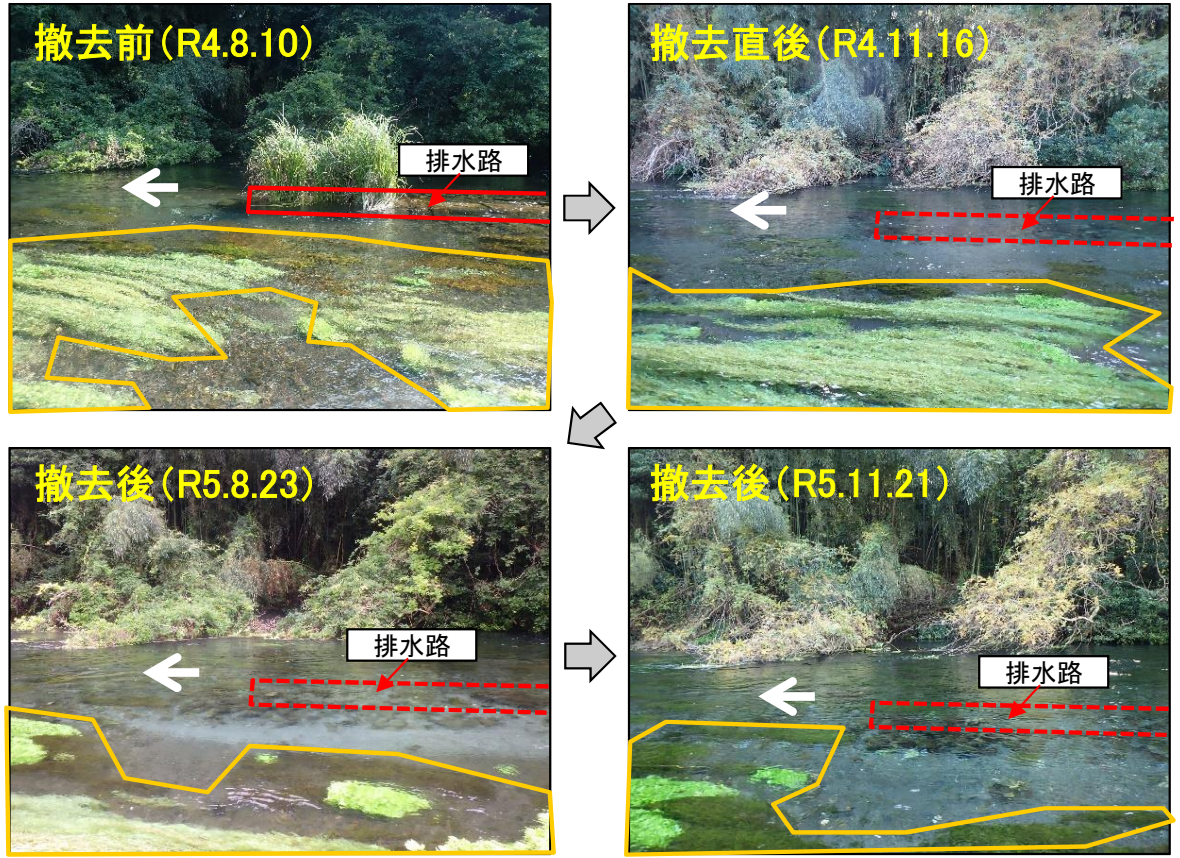 撤去前(R4.8.10)
排水路
撤去直後(R4.11.16)
排水路
撤去後(R5.8.23)
排水路
撤去後(R5.11.21)
排水路